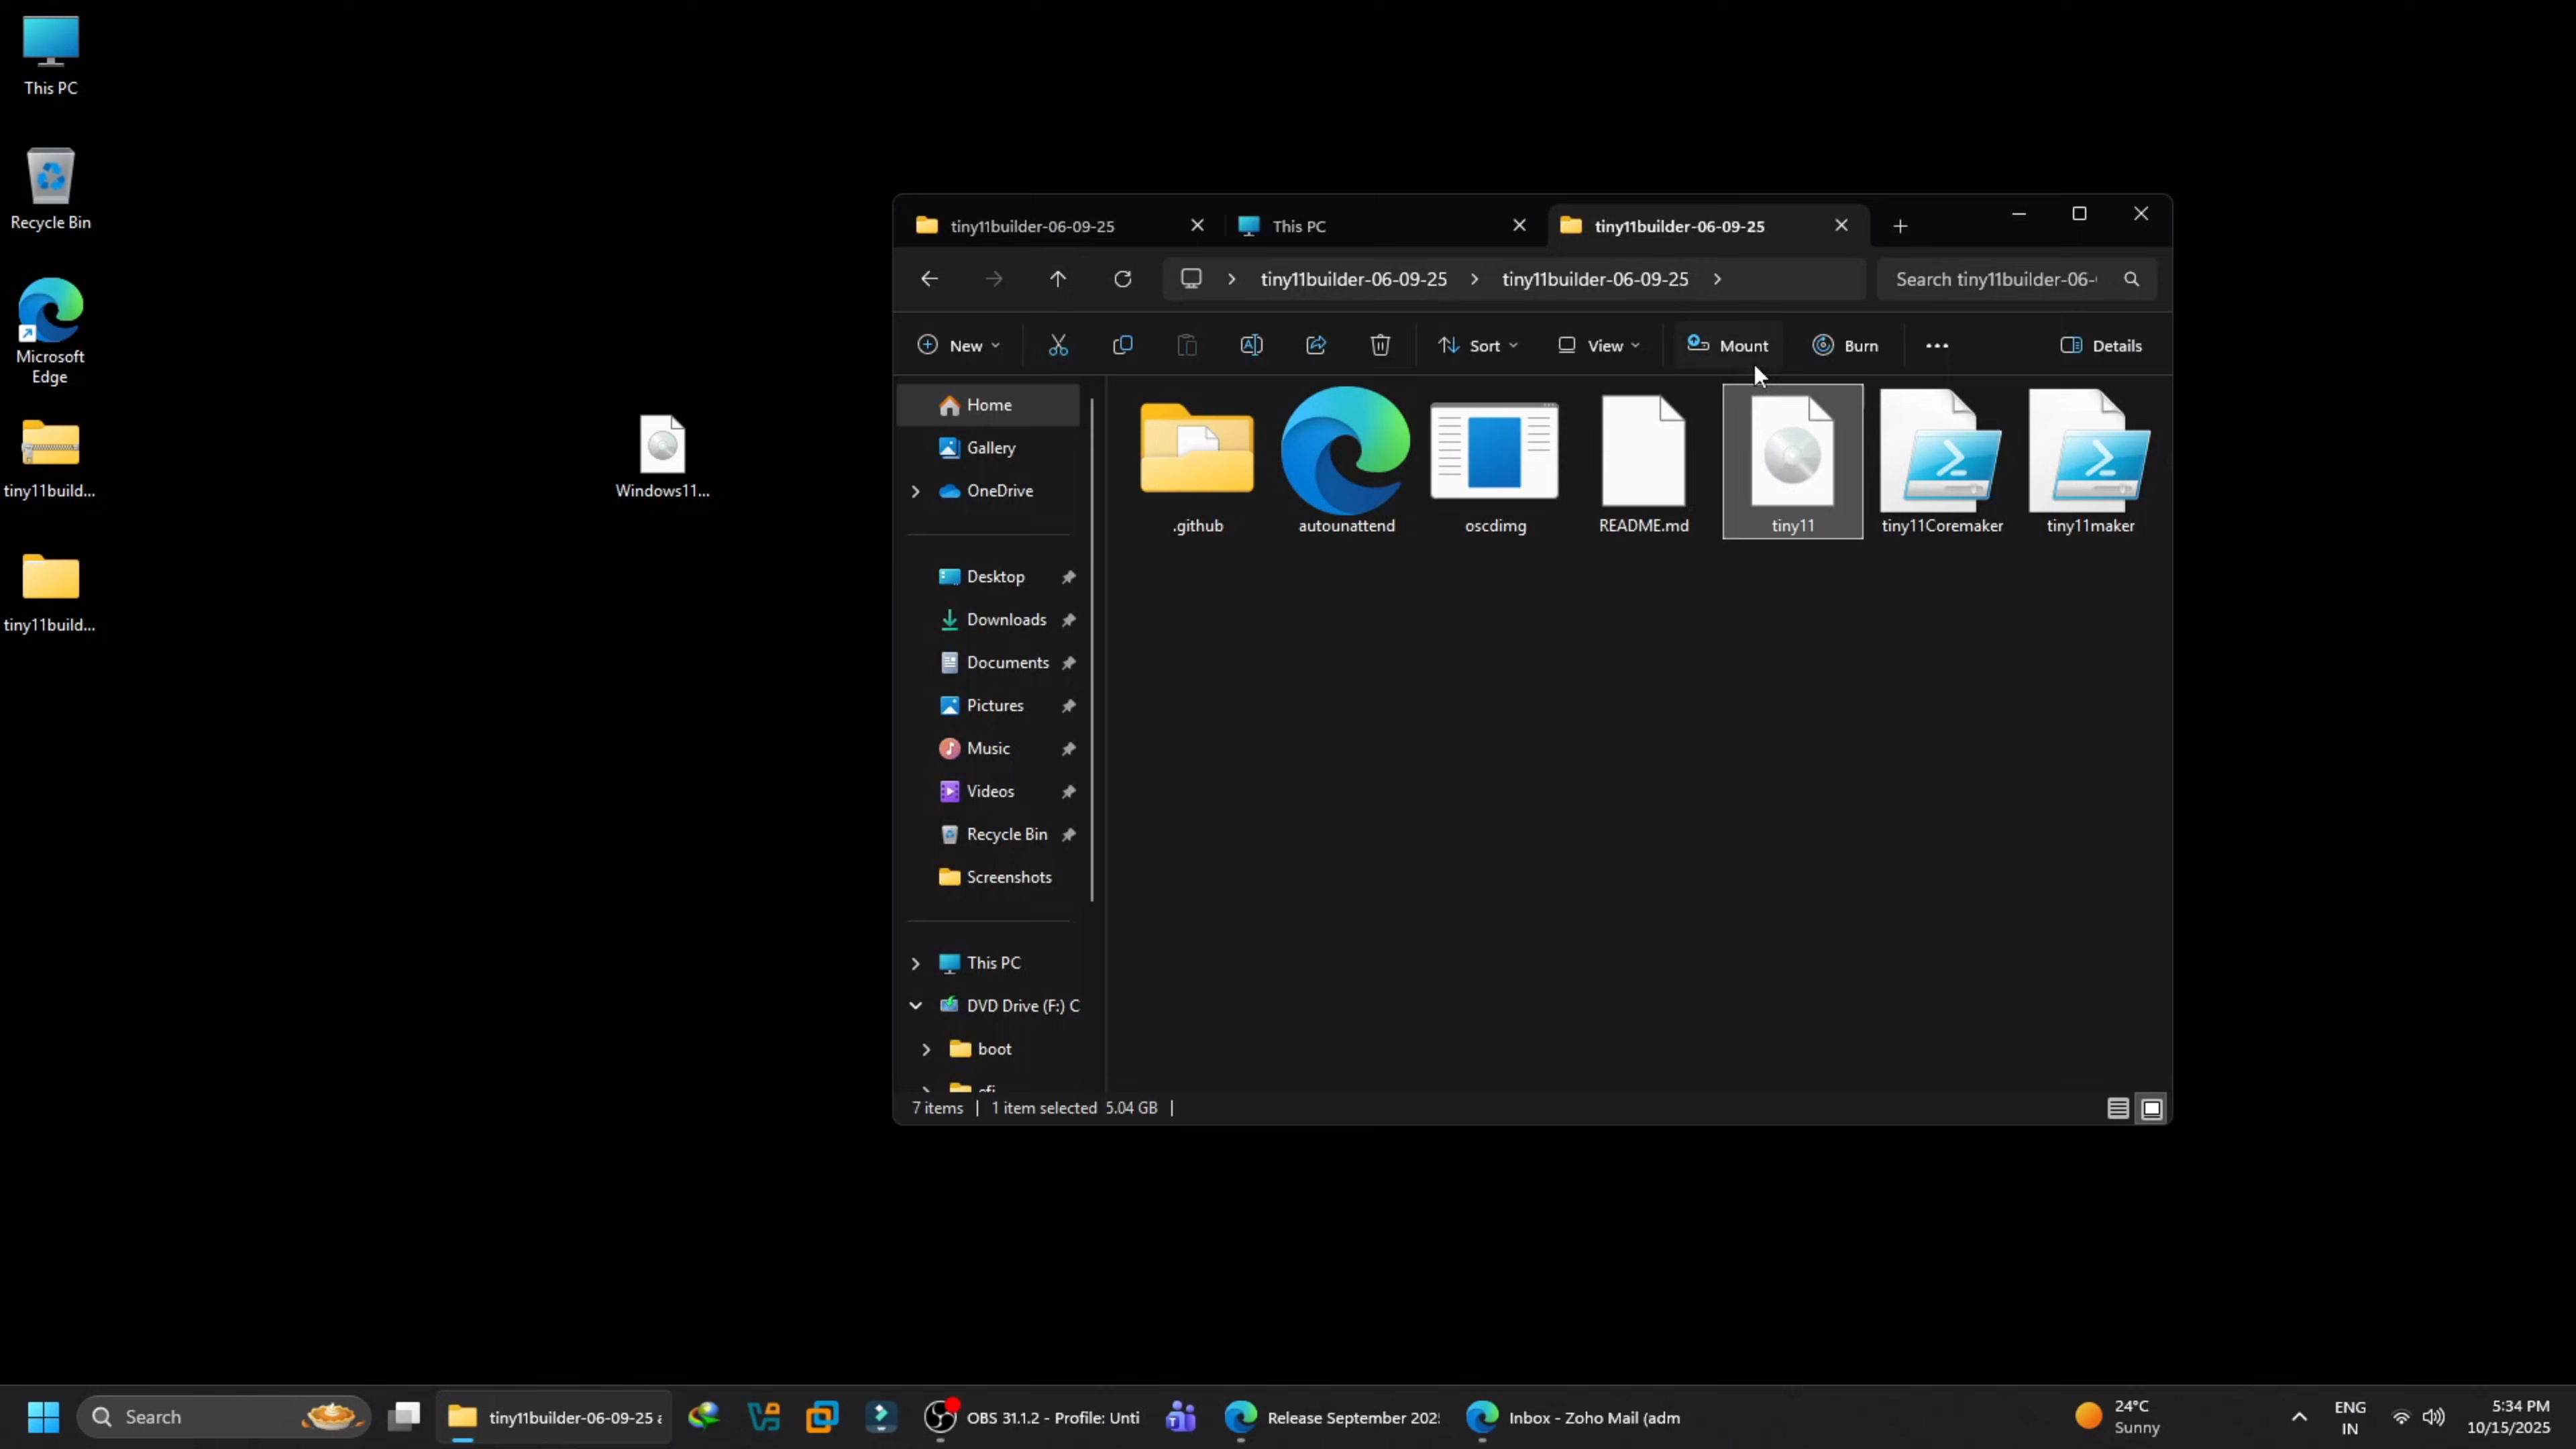 This PC
Recycle Bin
Microsoft
Edge
tiny11build...
tiny11build...
Windows11...
tiny11builder-06-09-25
This PC
tiny11builder-06-09-25
tiny11builder-06-09-25
tiny11builder-06-09-25
Search tiny11builder-06-
New
Sort
View
Mount
Burn
Details
Home
Gallery
OneDrive
Desktop
Downloads
Documents
Pictures
Music
Videos
Recycle Bin
Screenshots
This PC
DVD Drive (F:) C
boot
efi
.github
autounattend
oscdimg
README.md
tiny11
tiny11Coremaker
tiny11maker
7 items
1 item selected 5.04 GB
Search
tiny11builder-06-09-25 a
OBS 31.1.2 - Profile: Unti
Release September 202
Inbox - Zoho Mail (adm
24°C
Sunny
ENG
IN
5:34 PM
10/15/2025